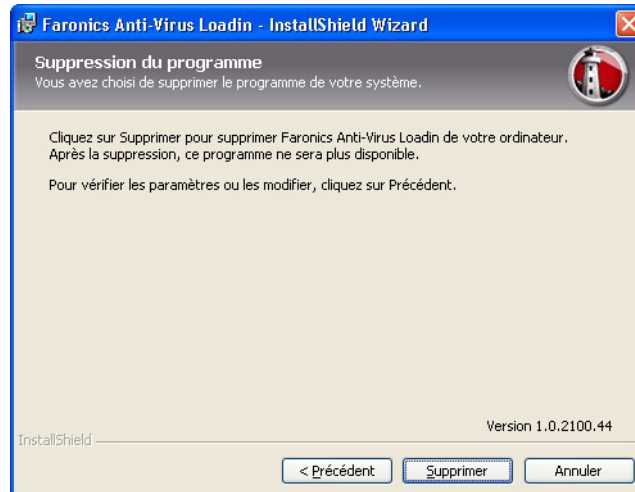 Faronics Anti-Virus Loadin - InstallShield Wizard
Suppression du programme
Vous avez choisi de supprimer le programme de votre système.
Cliquez sur Supprimer pour supprimer Faronics Anti-Virus Loadin de votre ordinateur.
Après la suppression, ce programme ne sera plus disponible.
Pour vérifier les paramètres ou les modifier, cliquez sur Précédent.
Version 1.0.2100.44
InstallShield
< Précédent Supprimer Annuler